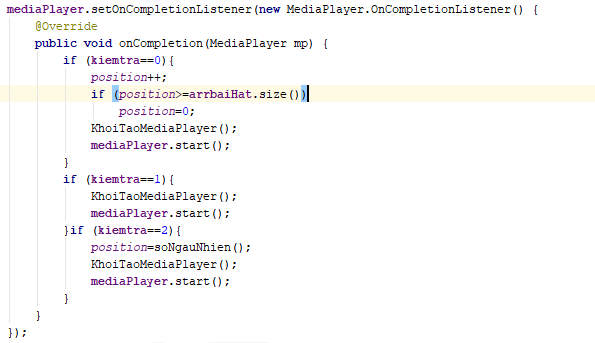 mediaPlayer.setOnCompletionListener(new MediaPlayer.OnCompletionListener() {
    @Override
    public void onCompletion(MediaPlayer mp) {
        if (kiemtra==0){
            position++;
            if (position>=arrbaiHat.size())
                position=0;
            KhoiTaoMediaPlayer();
            mediaPlayer.start();
        }
        if (kiemtra==1){
            KhoiTaoMediaPlayer();
            mediaPlayer.start();
        }if (kiemtra==2){
            position=soNgauNhien();
            KhoiTaoMediaPlayer();
            mediaPlayer.start();
        }
    }
});